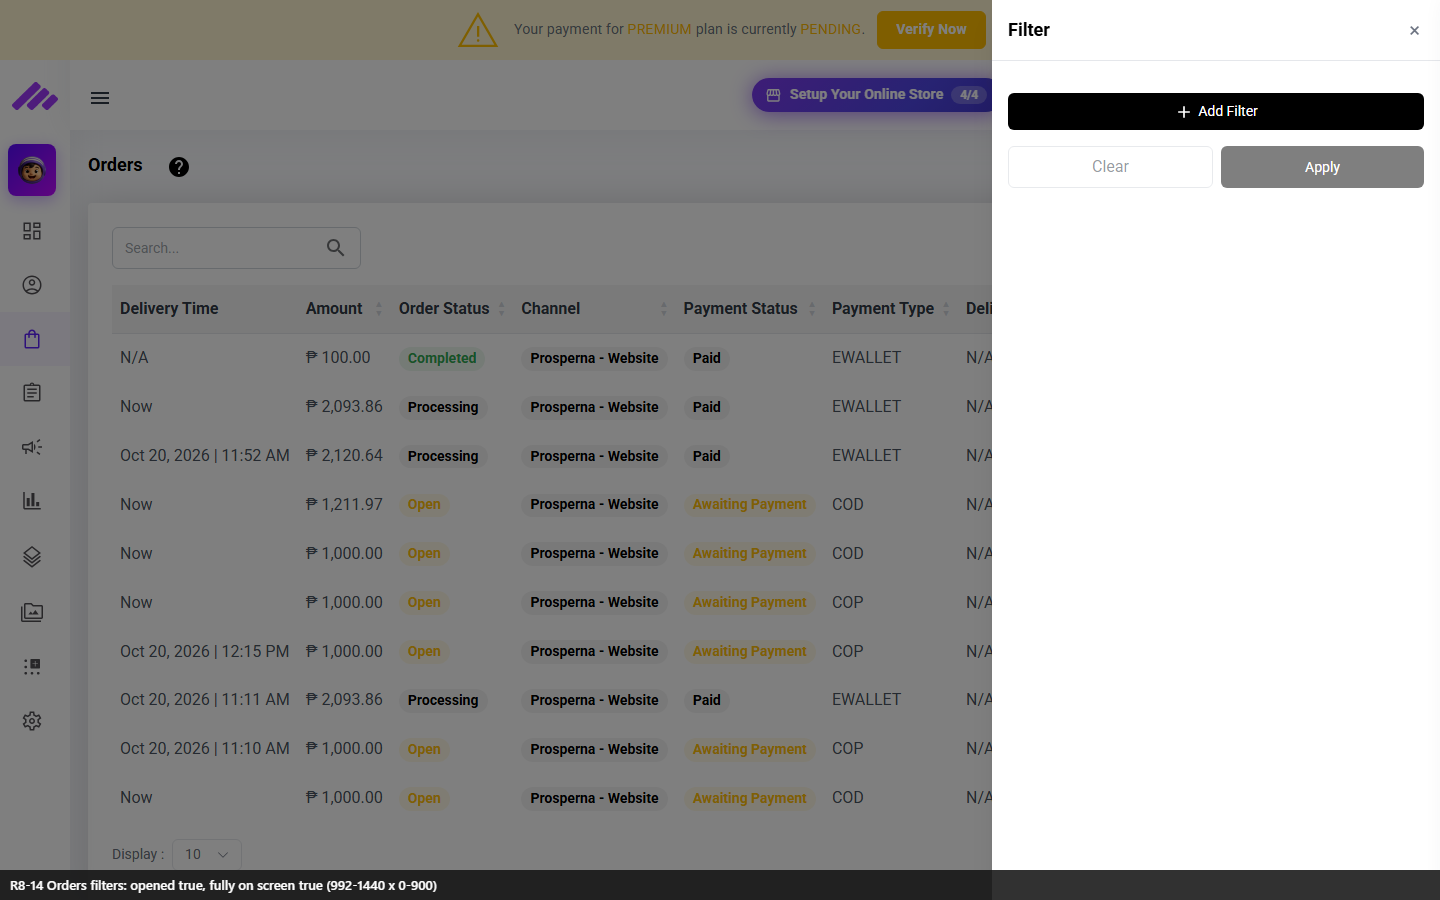 Your payment for PREMIUM plan is currently PENDING.
Verify Now
Filter
×
Setup Your Online Store 4/4
+ Add Filter
Clear
Apply
Orders
?
Search...
Delivery Time Amount Order Status Channel Payment Status Payment Type Deli
N/A ₱ 100.00 Completed Prosperna - Website Paid EWALLET N/A
Now ₱ 2,093.86 Processing Prosperna - Website Paid EWALLET N/A
Oct 20, 2026 | 11:52 AM ₱ 2,120.64 Processing Prosperna - Website Paid EWALLET N/A
Now ₱ 1,211.97 Open Prosperna - Website Awaiting Payment COD N/A
Now ₱ 1,000.00 Open Prosperna - Website Awaiting Payment COD N/A
Now ₱ 1,000.00 Open Prosperna - Website Awaiting Payment COP N/A
Oct 20, 2026 | 12:15 PM ₱ 1,000.00 Open Prosperna - Website Awaiting Payment COP N/A
Oct 20, 2026 | 11:11 AM ₱ 2,093.86 Processing Prosperna - Website Paid EWALLET N/A
Oct 20, 2026 | 11:10 AM ₱ 1,000.00 Open Prosperna - Website Awaiting Payment COP N/A
Now ₱ 1,000.00 Open Prosperna - Website Awaiting Payment COD N/A
Display : 10
R8-14 Orders filters: opened true, fully on screen true (992-1440 x 0-900)